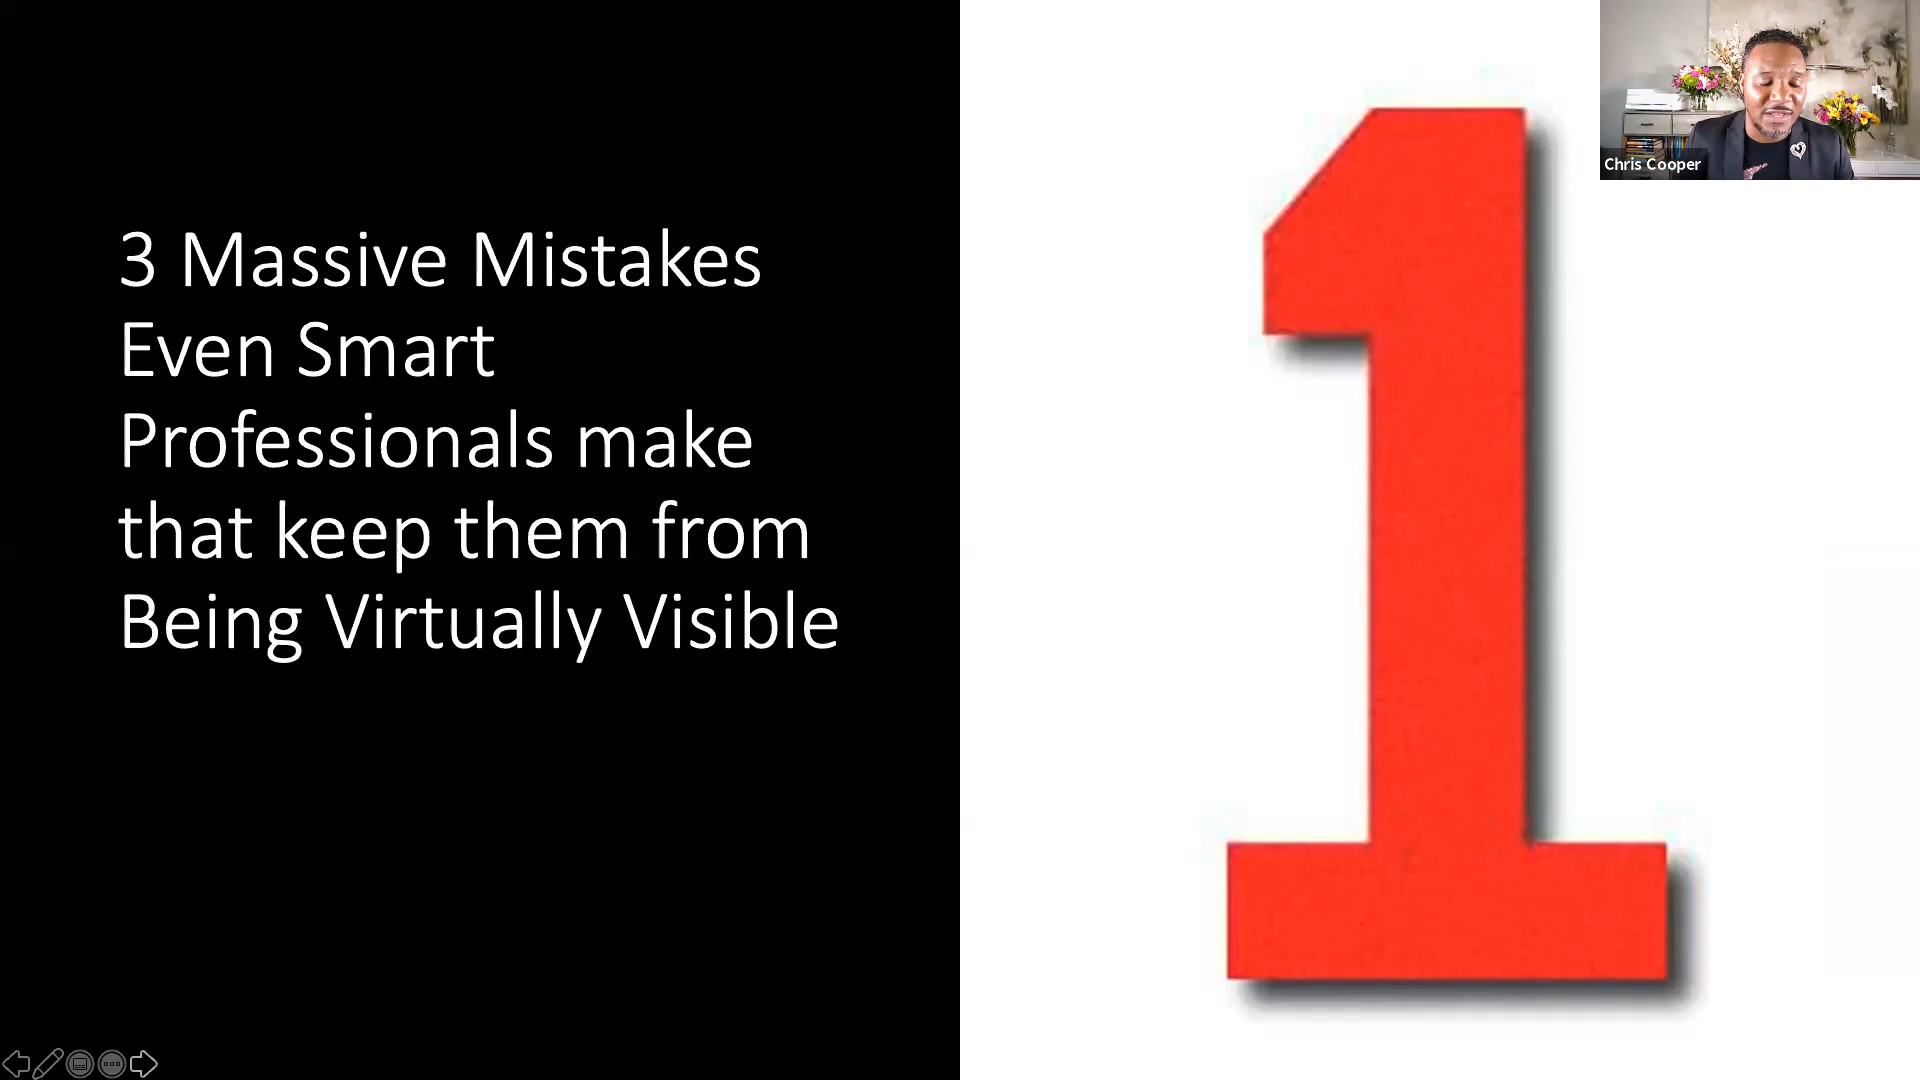 3 Massive Mistakes
Even Smart
Professionals make
that keep them from
Being Virtually Visible
1
Chris Cooper